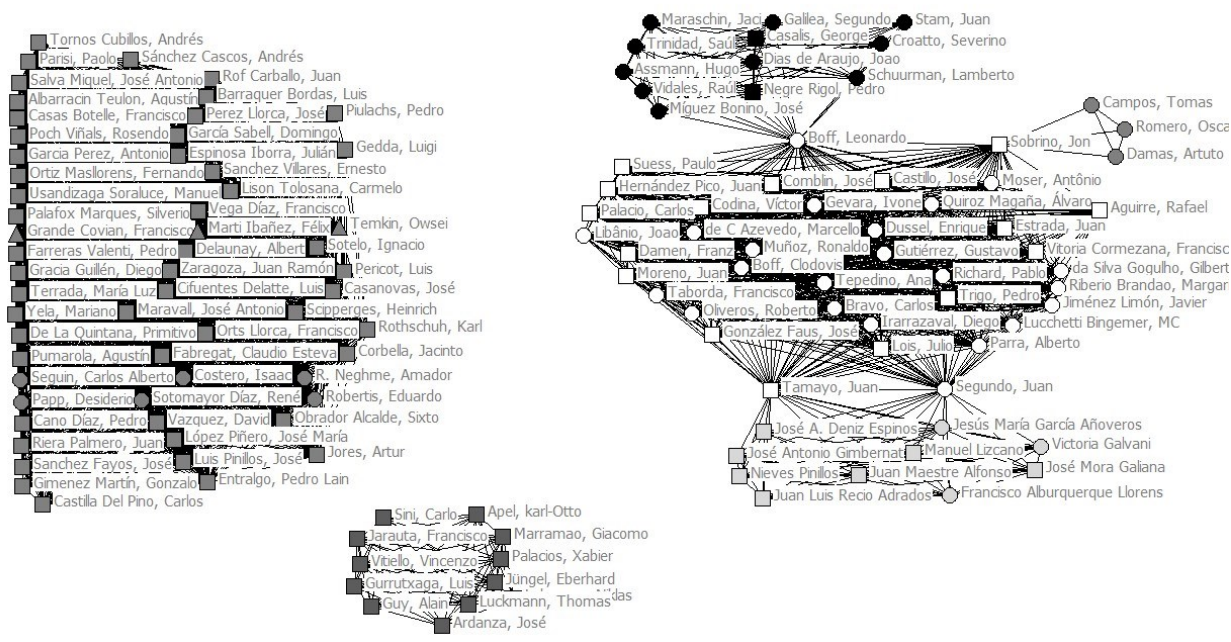 Tornos Cubillos, Andrés
Parisi, Paolo
Sánchez Cascos, Andrés
Salva Miquel, José Antonio
Rof Carballo, Juan
Albarracin Teulon, Agustín
Barraquer Bordas, Luis
Casas Botelle, Francisco
Perez Llorca, José
Piulachs, Pedro
Poch Viñals, Rosendo
García Sabell, Domingo
Garcia Perez, Antonio
Espinosa Iborra, Julián
Gedda, Luigi
Ortiz Masllorens, Fernando
Sanchez Villares, Ernesto
Usandizaga Soraluce, Manuel
Lison Tolosana, Carmelo
Palafox Marques, Silverio
Vega Díaz, Francisco
Grande Covian, Francisco
Marti Ibañez, Félix
Temkin, Owsei
Farreras Valenti, Pedro
Delaunay, Albert
Sotelo, Ignacio
Gracia Guillén, Diego
Zaragoza, Juan Ramón
Pericot, Luis
Terrada, María Luz
Cifuentes Delatte, Luis
Casanovas, José
Yela, Mariano
Maraval, José Antonio
Scipperges, Heinrich
De La Quintana, Primitivo
Orts Llorca, Francisco
Rothschuh, Karl
Pumarola, Agustín
Fabregat, Claudio Esteva
Corbella, Jacinto
Seguin, Carlos Alberto
Costero, Isaac
R. Neghme, Amador
Papp, Desiderio
Sotomayor Díaz, René
Robertis, Eduardo
Cano Díaz, Pedro
Vazquez, David
Obrador Alcalde, Sixto
Riera Palmero, Juan
López Piñero, José María
Sanchez Fayos, José
Luis Pinillos, José
Jores, Artur
Gimenez Martín, Gonzalo
Entralgo, Pedro Lain
Castilla Del Pino, Carlos
Sini, Carlo
Apel, karl-Otto
Jarauta, Francisco
Marramao, Giacomo
Vitiello, Vincenzo
Palacios, Xabier
Gurrutxaga, Luis
Jüngel, Eberhard
Guy, Alain
Luckmann, Thomas
Ardanza, José
Maraschin, Jaci
Galilea, Segundo
Stam, Juan
Trinidad, Saúl
Casalis, George
Croatto, Severino
Assmann, Hugo
Dias de Araujo, Joao
Schuurman, Lamberto
Vidales, Raúl
Negre Rigol, Pedro
Míguez Bonino, José
Boff, Leonardo
Sobrino, Jon
Campos, Tomas
Romero, Osca
Damas, Artuto
Suess, Paulo
Hernández Pico, Juan
Comblin, José
Castillo, José
Moser, Antônio
Palacio, Carlos
Codina, Víctor
Gevara, Ivone
Quiroz Magaña, Álvaro
Aguirre, Rafael
Libânio, Joao
de C Azevedo, Marcello
Dussel, Enrique
Estrada, Juan
Damen, Franz
Muñoz, Ronaldo
Gutiérrez, Gustavo
Vitoria Cormezana, Francisc
Moreno, Juan
Boff, Clodovis
Tepedino, Ana
Richard, Pablo
da Silva Gogulho, Gilbert
Taborda, Francisco
Trigo, Pedro
Riberio Brandao, Margar
Oliveros, Roberto
Bravo, Carlos
Jiménez Limón, Javier
González Faus, José
Irarrazaval, Diego
Lucchetti Bingemer, MC
Lois, Julio
Parra, Alberto
Tamayo, Juan
Segundo, Juan
José A. Deniz Espinos
Jesús María García Añoveros
José Antonio Gimbernat
Manuel Lizcano
Victoria Galvani
Nieves Pinillos
Juan Maestre Alfonso
José Mora Galiana
Juan Luis Recio Adrados
Francisco Alburquerque Llorens